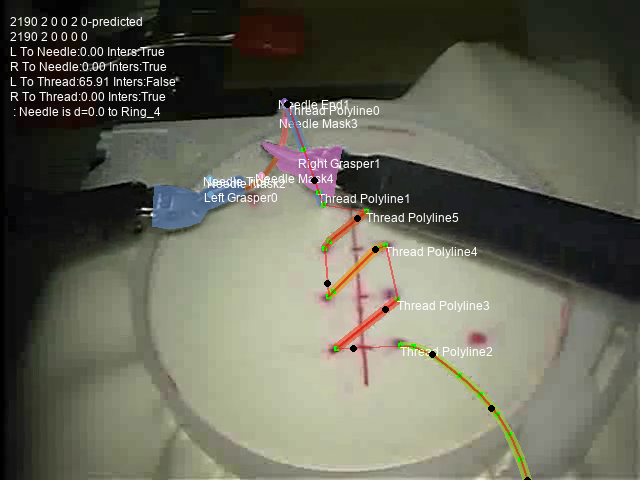 2190 2 0 0 2 0-predicted
2190 2 0 0 0 0
L To Needle:0.00 Inters:True
R To Needle:0.00 Inters:True
L To Thread:65.91 Inters:False
R To Thread:0.00 Inters:True
: Needle is d=0.0 to Ring_4
Needle End1
Thread Polyline0
Needle Mask3
Right Grasper1
Needle Mask4
Left Grasper0
Thread Polyline1
Thread Polyline5
Thread Polyline4
Thread Polyline3
Thread Polyline2